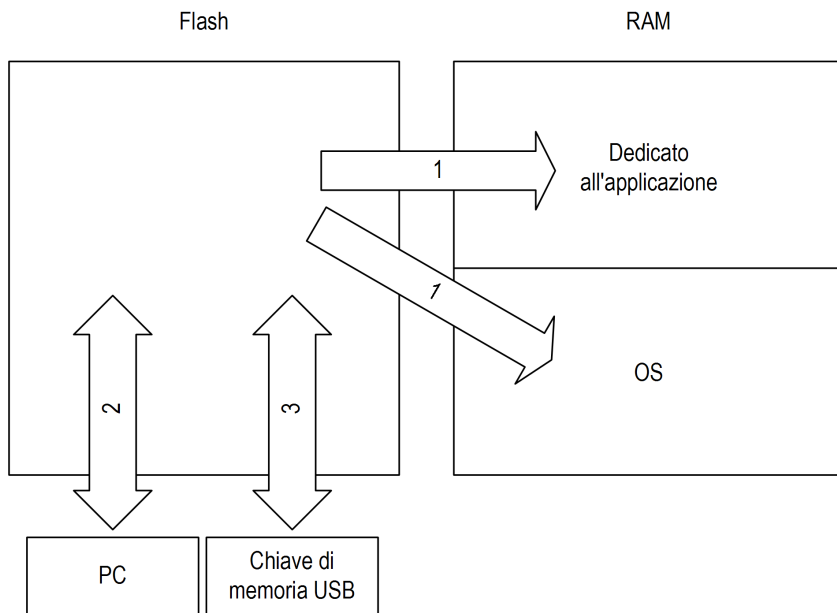 Flash
RAM
1
Dedicato
all'applicazione
1
OS
2
3
PC
Chiave di
memoria USB